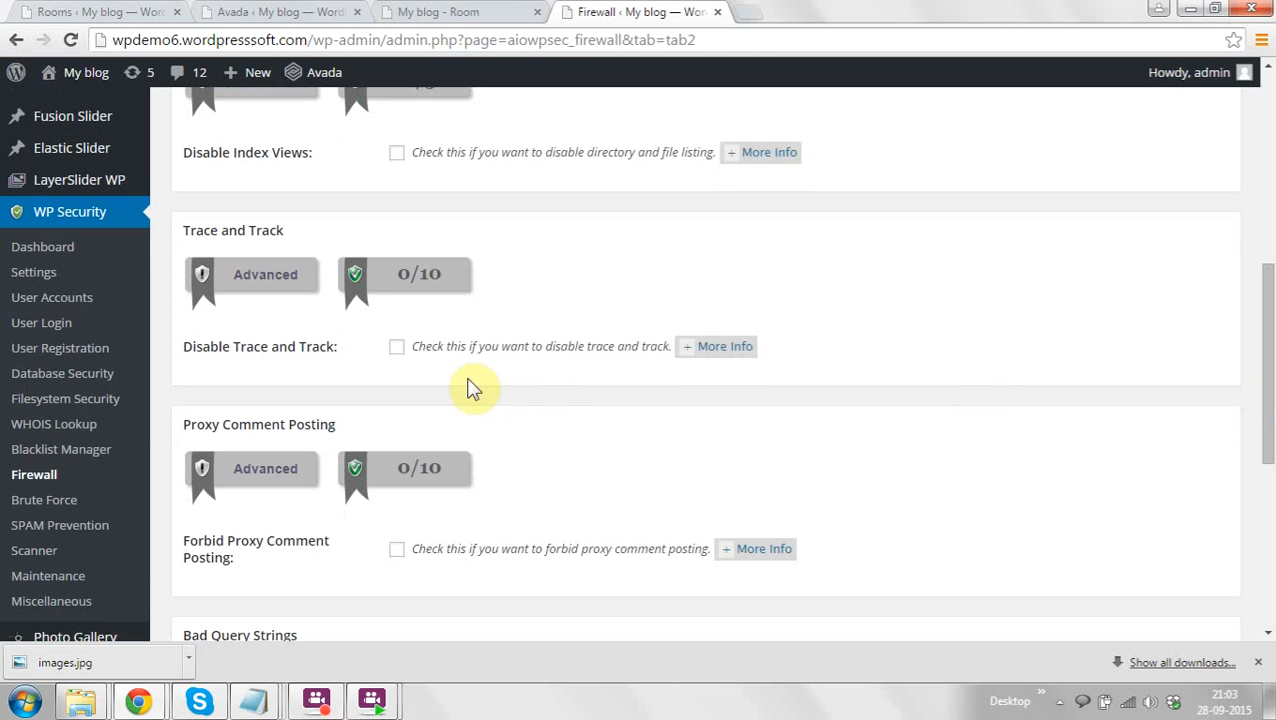 Rooms ‹ My blog — WordP
Avada ‹ My blog — WordP
My blog - Room
Firewall ‹ My blog — Wor
wpdemo6.wordpresssoft.com/wp-admin/admin.php?page=aiowpsec_firewall&tab=tab2
My blog
5
12
New
Avada
Howdy, admin
Fusion Slider
Elastic Slider
LayerSlider WP
WP Security
Dashboard
Settings
User Accounts
User Login
User Registration
Database Security
Filesystem Security
WHOIS Lookup
Blacklist Manager
Firewall
Brute Force
SPAM Prevention
Scanner
Maintenance
Miscellaneous
Photo Gallery
Disable Index Views:
Check this if you want to disable directory and file listing.
+ More Info
Trace and Track
Advanced
0/10
Disable Trace and Track:
Check this if you want to disable trace and track.
+ More Info
Proxy Comment Posting
Advanced
0/10
Forbid Proxy Comment
Posting:
Check this if you want to forbid proxy comment posting.
+ More Info
Bad Query Strings
images.jpg
Show all downloads...
Desktop
21:03
28-09-2015